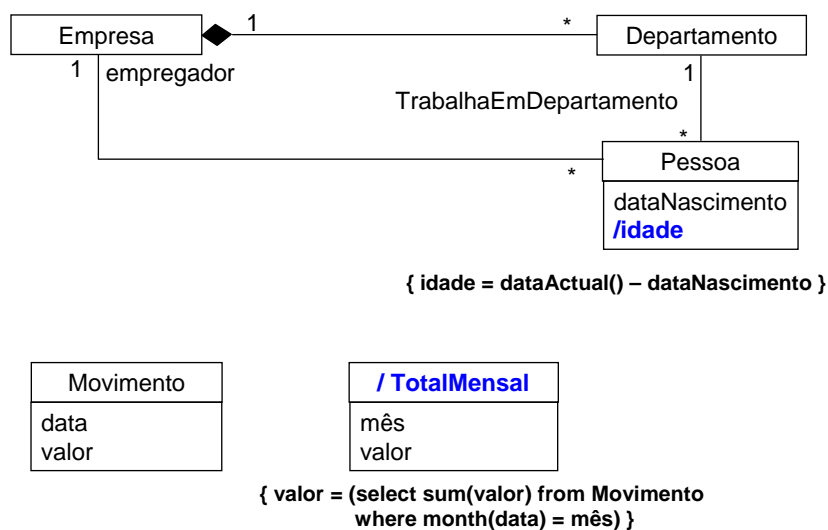 Empresa
1
*
Departamento
1
empregador
1
TrabalhaEmDepartamento
*
*
Pessoa
dataNascimento
/idade
{ idade = dataActual() – dataNascimento }
Movimento
data
valor
/ TotalMensal
mês
valor
{ valor = (select sum(valor) from Movimento
where month(data) = mês) }